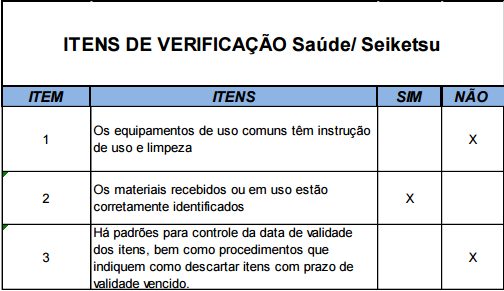 ITENS DE VERIFICAÇÃO Saúde/ Seiketsu
ITEM ITENS SIM NÃO
1 Os equipamentos de uso comuns têm instrução
de uso e limpeza X
2 Os materiais recebidos ou em uso estão
corretamente identificados X
3 Há padrões para controle da data de validade
dos itens, bem como procedimentos que
indiquem como descartar itens com prazo de
validade vencido. X